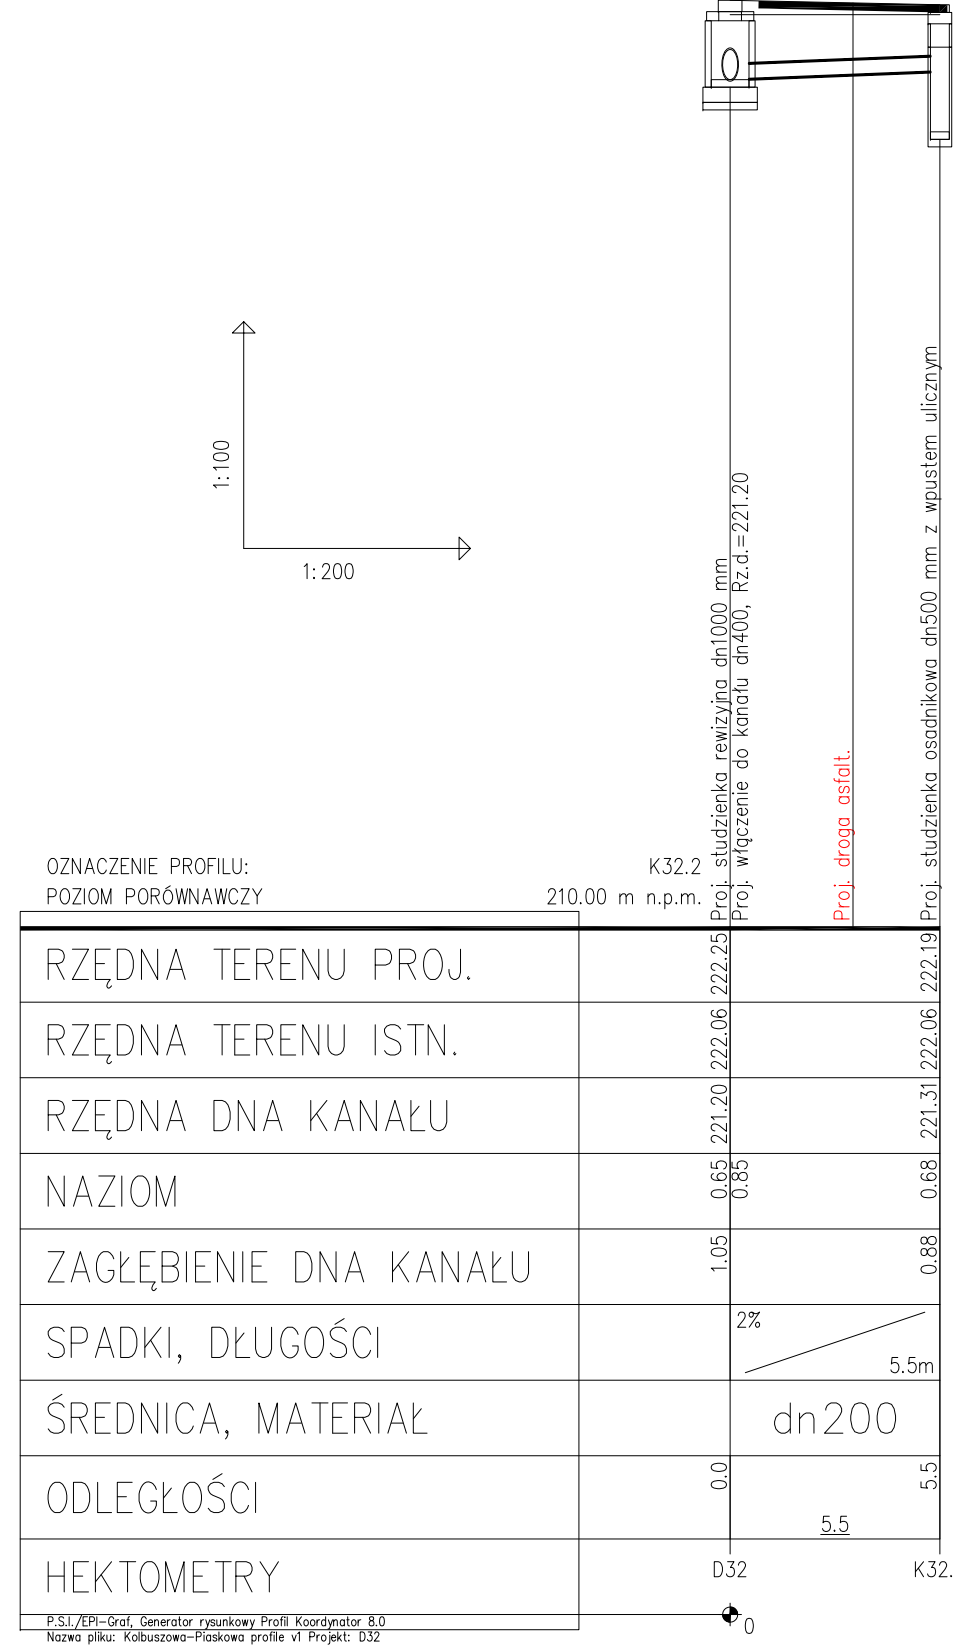 1:100
1:200
Proj. studzienka rewizyjna dn1000 mm
Proj. włączenie do kanału dn400, Rz.d.=221.20
Proj. droga asfalt.
Proj. studzienka osadnikowa dn500 mm z wpustem ulicznym
OZNACZENIE PROFILU: K32.2
POZIOM PORÓWNAWCZY 210.00 m n.p.m.
RZĘDNA TERENU PROJ. 222.25 222.19
RZĘDNA TERENU ISTN. 222.06 222.06
RZĘDNA DNA KANAŁU 221.20 221.31
NAZIOM 0.65 0.85 0.68
ZAGŁĘBIENIE DNA KANAŁU 1.05 0.88
SPADKI, DŁUGOŚCI 2% 5.5m
ŚREDNICA, MATERIAŁ dn200
ODLEGŁOŚCI 0.0 5.5 5.5
HEKTOMETRY D32 K32.
0
P.S.I./EPI-Graf, Generator rysunkowy Profil Koordynator 8.0
Nazwa pliku: Kolbuszowa-Piaskowa profile v1 Projekt: D32